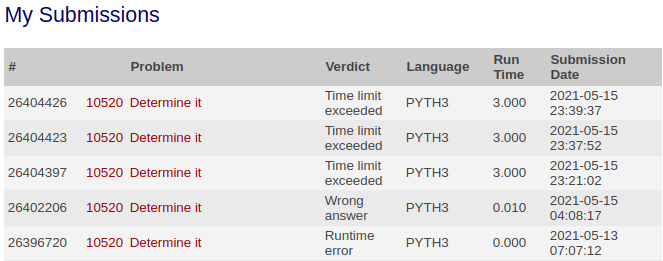 My Submissions
# Problem Verdict Language Run Time Submission Date
26404426 10520 Determine it Time limit exceeded PYTH3 3.000 2021-05-15 23:39:37
26404423 10520 Determine it Time limit exceeded PYTH3 3.000 2021-05-15 23:37:52
26404397 10520 Determine it Time limit exceeded PYTH3 3.000 2021-05-15 23:21:02
26402206 10520 Determine it Wrong answer PYTH3 0.010 2021-05-15 04:08:17
26396720 10520 Determine it Runtime error PYTH3 0.000 2021-05-13 07:07:12